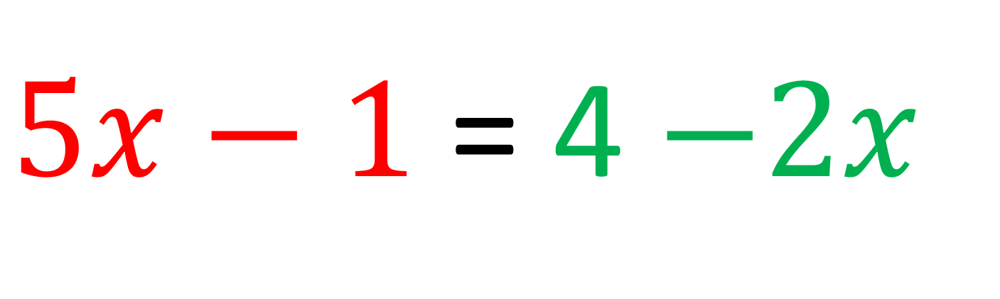 5x − 1 = 4 −2x